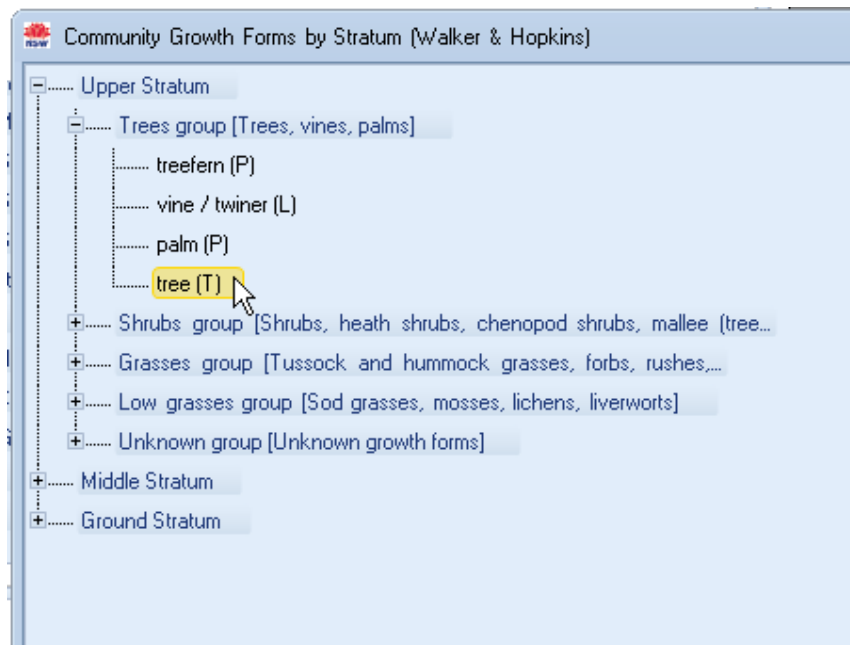 Community Growth Forms by Stratum (Walker & Hopkins)
Upper Stratum
Trees group [Trees, vines, palms]
treefern (P)
vine / twiner (L)
palm (P)
tree (T)
Shrubs group [Shrubs, heath shrubs, chenopod shrubs, mallee (tree...
Grasses group [Tussock and hummock grasses, forbs, rushes,...
Low grasses group [Sod grasses, mosses, lichens, liverworts]
Unknown group [Unknown growth forms]
Middle Stratum
Ground Stratum